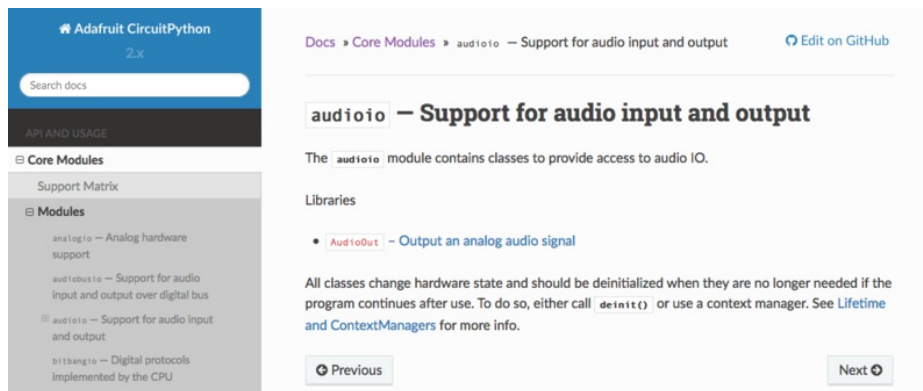 Adafruit CircuitPython
2.x
Search docs
API AND USAGE
Core Modules
Support Matrix
Modules
analogio — Analog hardware
support
audiobusio — Support for audio
input and output over digital bus
audioio — Support for audio input
and output
bitbangio — Digital protocols
implemented by the CPU
Docs » Core Modules » audioio — Support for audio input and output
Edit on GitHub
audioio — Support for audio input and output
The audioio module contains classes to provide access to audio IO.
Libraries
• AudioOut – Output an analog audio signal
All classes change hardware state and should be deinitialized when they are no longer needed if the
program continues after use. To do so, either call deinit() or use a context manager. See Lifetime
and ContextManagers for more info.
Previous
Next